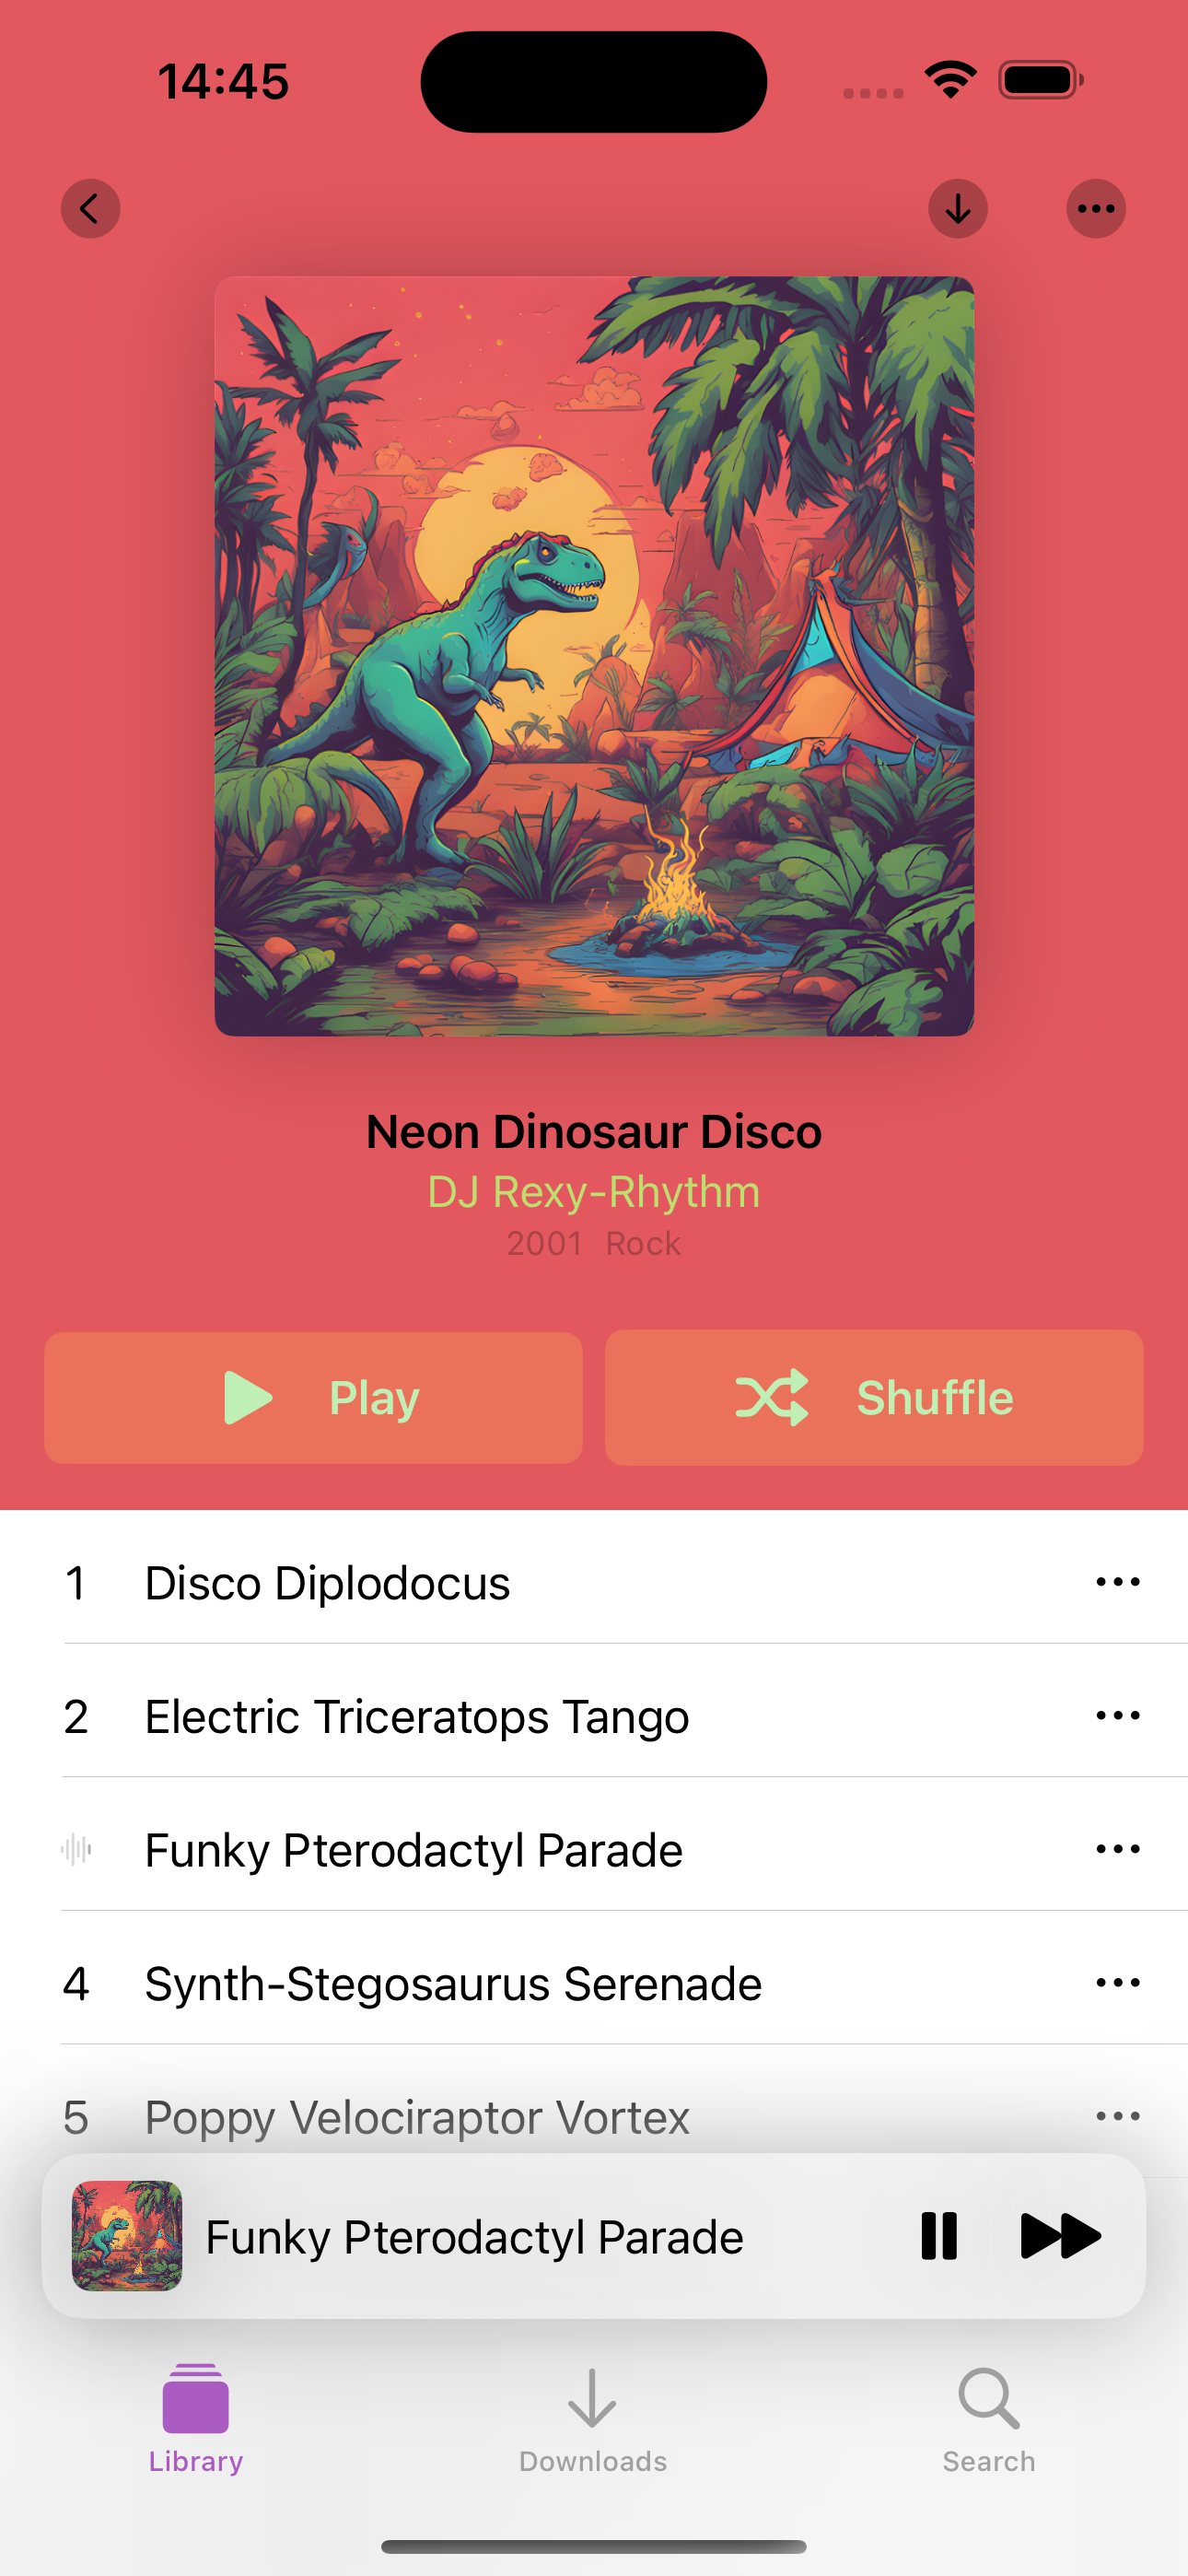 14:45
Neon Dinosaur Disco
DJ Rexy-Rhythm
2001 Rock
Play
Shuffle
1 Disco Diplodocus
2 Electric Triceratops Tango
Funky Pterodactyl Parade
4 Synth-Stegosaurus Serenade
5 Poppy Velociraptor Vortex
Funky Pterodactyl Parade
Library
Downloads
Search